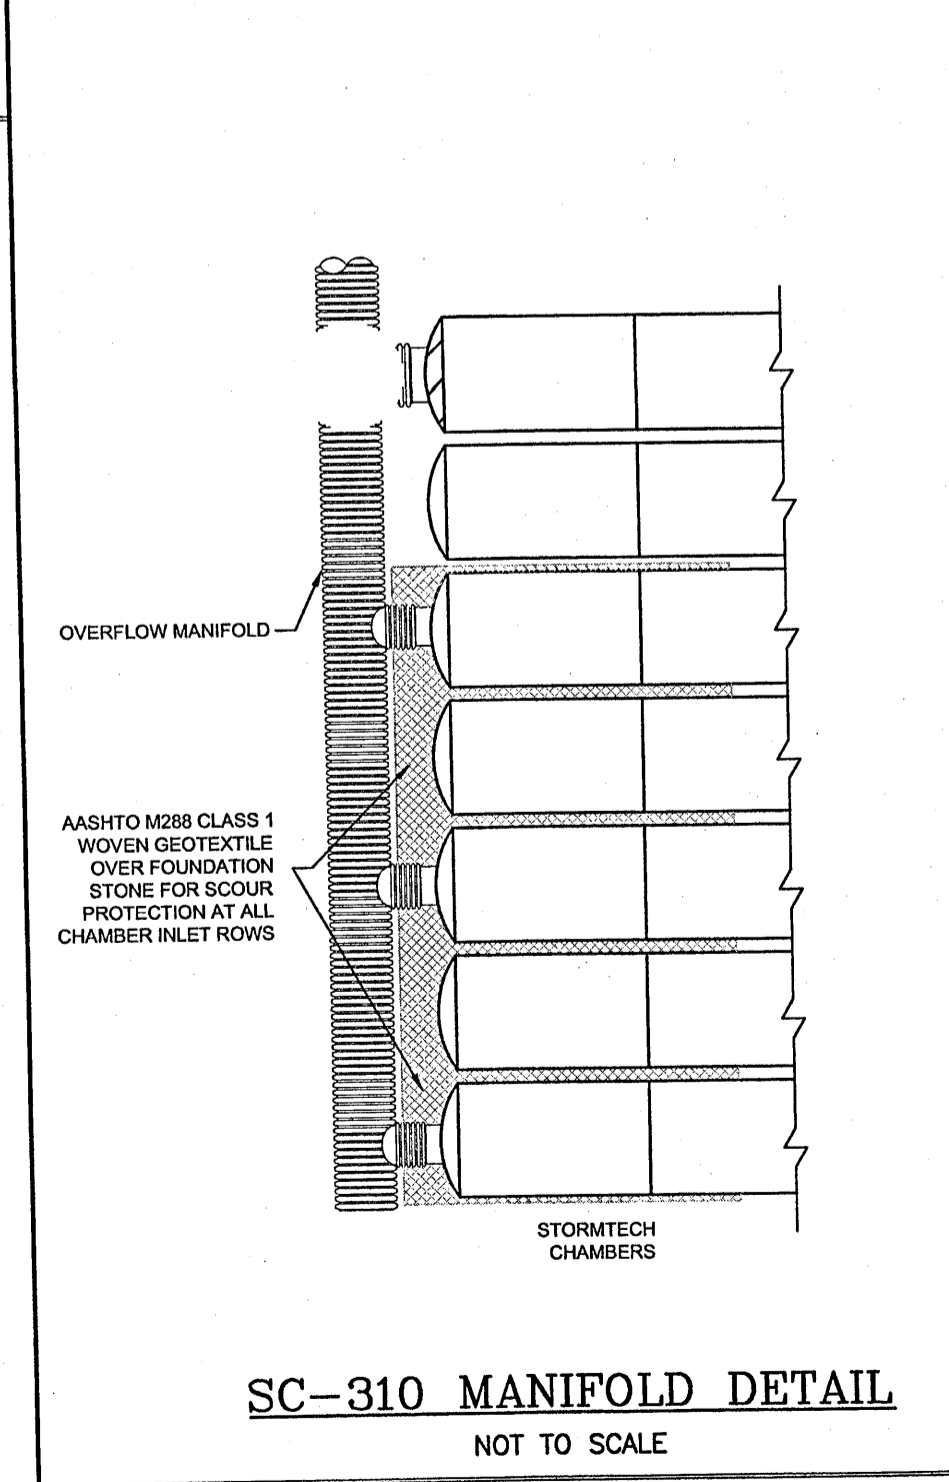 OVERFLOW MANIFOLD
AASHTO M288 CLASS 1
WOVEN GEOTEXTILE
OVER FOUNDATION
STONE FOR SCOUR
PROTECTION AT ALL
CHAMBER INLET ROWS
STORMTECH
CHAMBERS
SC-310 MANIFOLD DETAIL
NOT TO SCALE